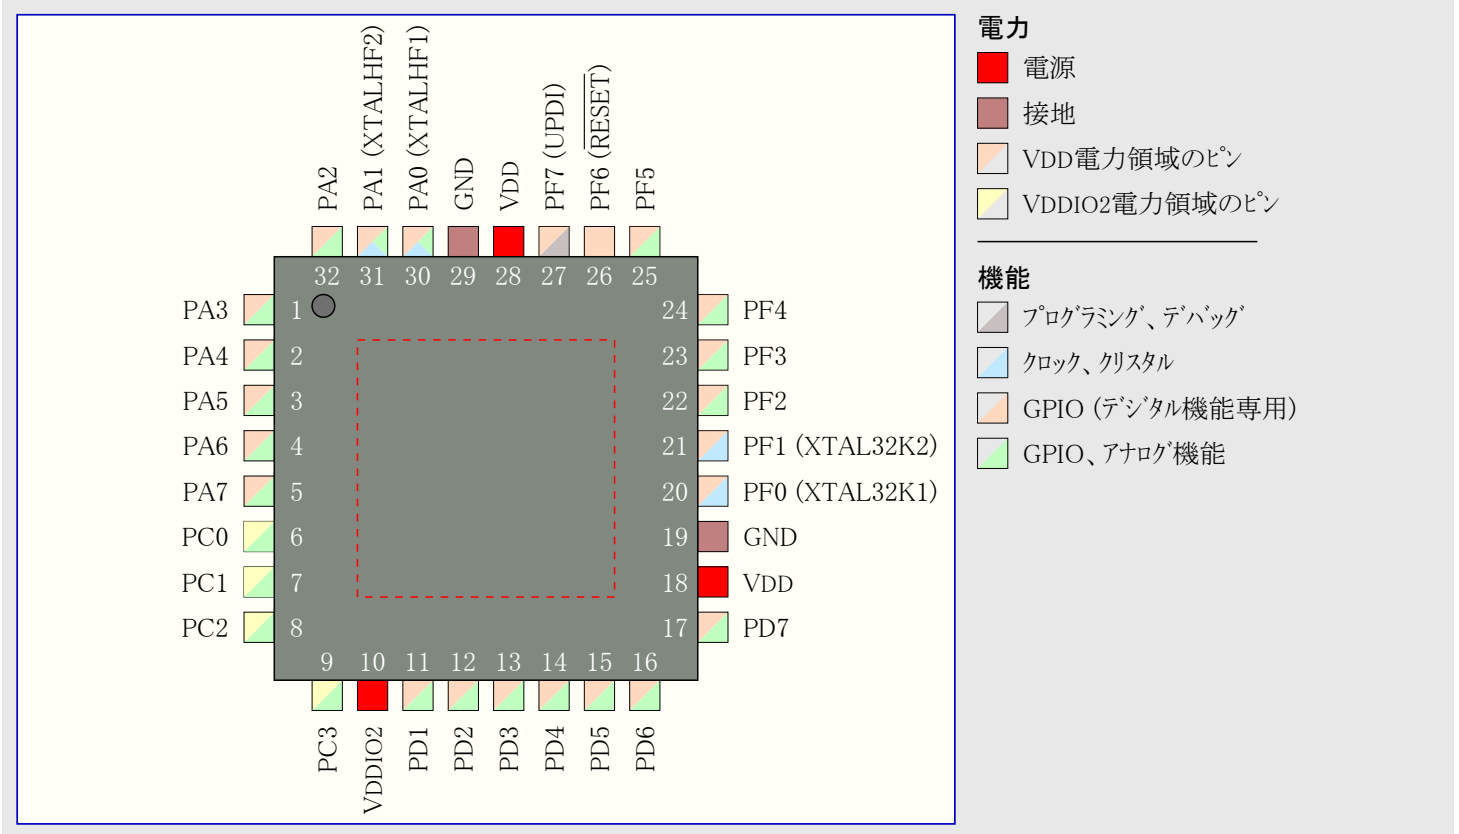 PA2
PA1 (XTALHF2)
PA0 (XTALHF1)
GND
VDD
PF7 (UPDI)
PF6 (RESET)
PF5
32 31 30 29 28 27 26 25
PA3 1 24 PF4
PA4 2 23 PF3
PA5 3 22 PF2
PA6 4 21 PF1 (XTAL32K2)
PA7 5 20 PF0 (XTAL32K1)
PC0 6 19 GND
PC1 7 18 VDD
PC2 8 17 PD7
9 10 11 12 13 14 15 16
PC3
VDDIO2
PD1
PD2
PD3
PD4
PD5
PD6
電力
電源
接地
VDD電力領域のﾋﾟﾝ
VDDIO2電力領域のﾋﾟﾝ
機能
ﾌﾟﾛｸﾞﾗﾐﾝｸﾞ、ﾃﾞﾊﾞｯｸﾞ
ｸﾛｯｸ、ｸﾘｽﾀﾙ
GPIO (ﾃﾞｼﾞﾀﾙ機能専用)
GPIO、ｱﾅﾛｸﾞ機能